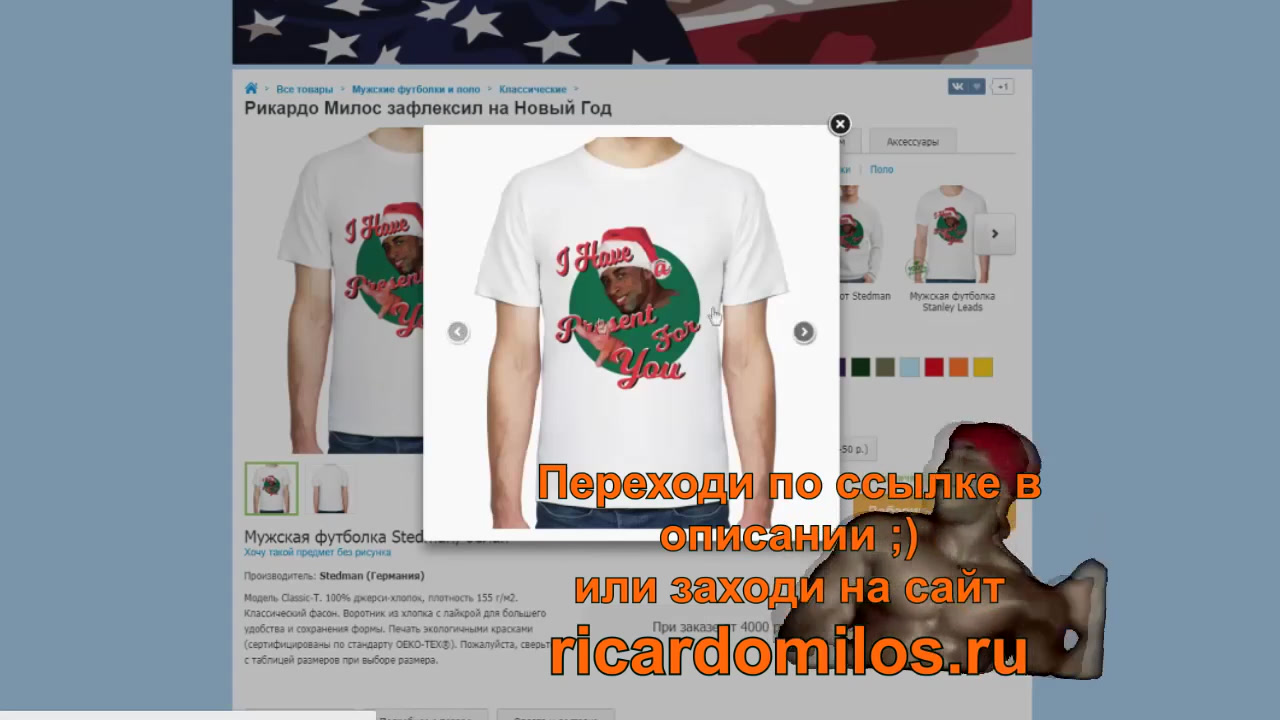 Все товары > Мужские футболки и поло > Классические >
+1
Рикардо Милос зафлексил на Новый Год
Аксессуары
Поло
I Have
a
Present
For
You
I Have
Present
от Stedman
Мужская футболка
Stanley Leads
-50 р.)
Мужская футболка
Хочу такой предмет без рисунка
Производитель: Stedman (Германия)
Модель Classic-T. 100% джерси-хлопок, плотность 155 г/м2.
Классический фасон. Воротник из хлопка с лайкрой для большего
удобства и сохранения формы. Печать экологичными красками
(сертифицированы по стандарту OEKO-TEX®). Пожалуйста,
с таблицей размеров при выборе размера.
При заказе от 4000
Переходи по ссылке в
описании ;)
или заходи на сайт
ricardomilos.ru